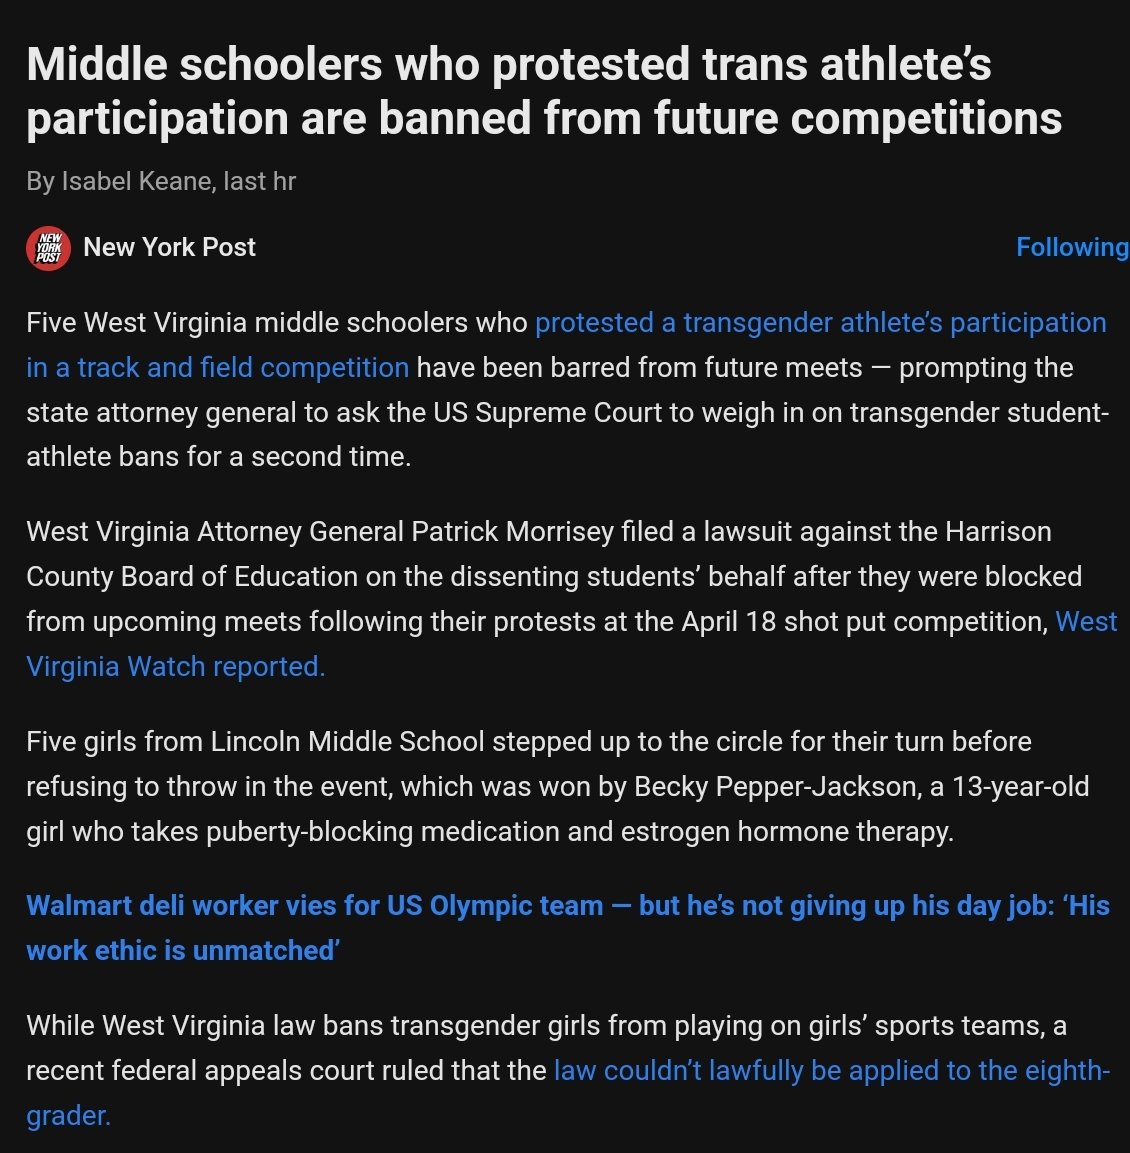 Middle schoolers who protested trans athlete’s
participation are banned from future competitions
By Isabel Keane, last hr
NEW
YORK
POST
New York Post
Following
Five West Virginia middle schoolers who protested a transgender athlete’s participation
in a track and field competition have been barred from future meets — prompting the
state attorney general to ask the US Supreme Court to weigh in on transgender student-
athlete bans for a second time.
West Virginia Attorney General Patrick Morrisey filed a lawsuit against the Harrison
County Board of Education on the dissenting students’ behalf after they were blocked
from upcoming meets following their protests at the April 18 shot put competition, West
Virginia Watch reported.
Five girls from Lincoln Middle School stepped up to the circle for their turn before
refusing to throw in the event, which was won by Becky Pepper-Jackson, a 13-year-old
girl who takes puberty-blocking medication and estrogen hormone therapy.
Walmart deli worker vies for US Olympic team — but he’s not giving up his day job: ‘His
work ethic is unmatched’
While West Virginia law bans transgender girls from playing on girls’ sports teams, a
recent federal appeals court ruled that the law couldn’t lawfully be applied to the eighth-
grader.